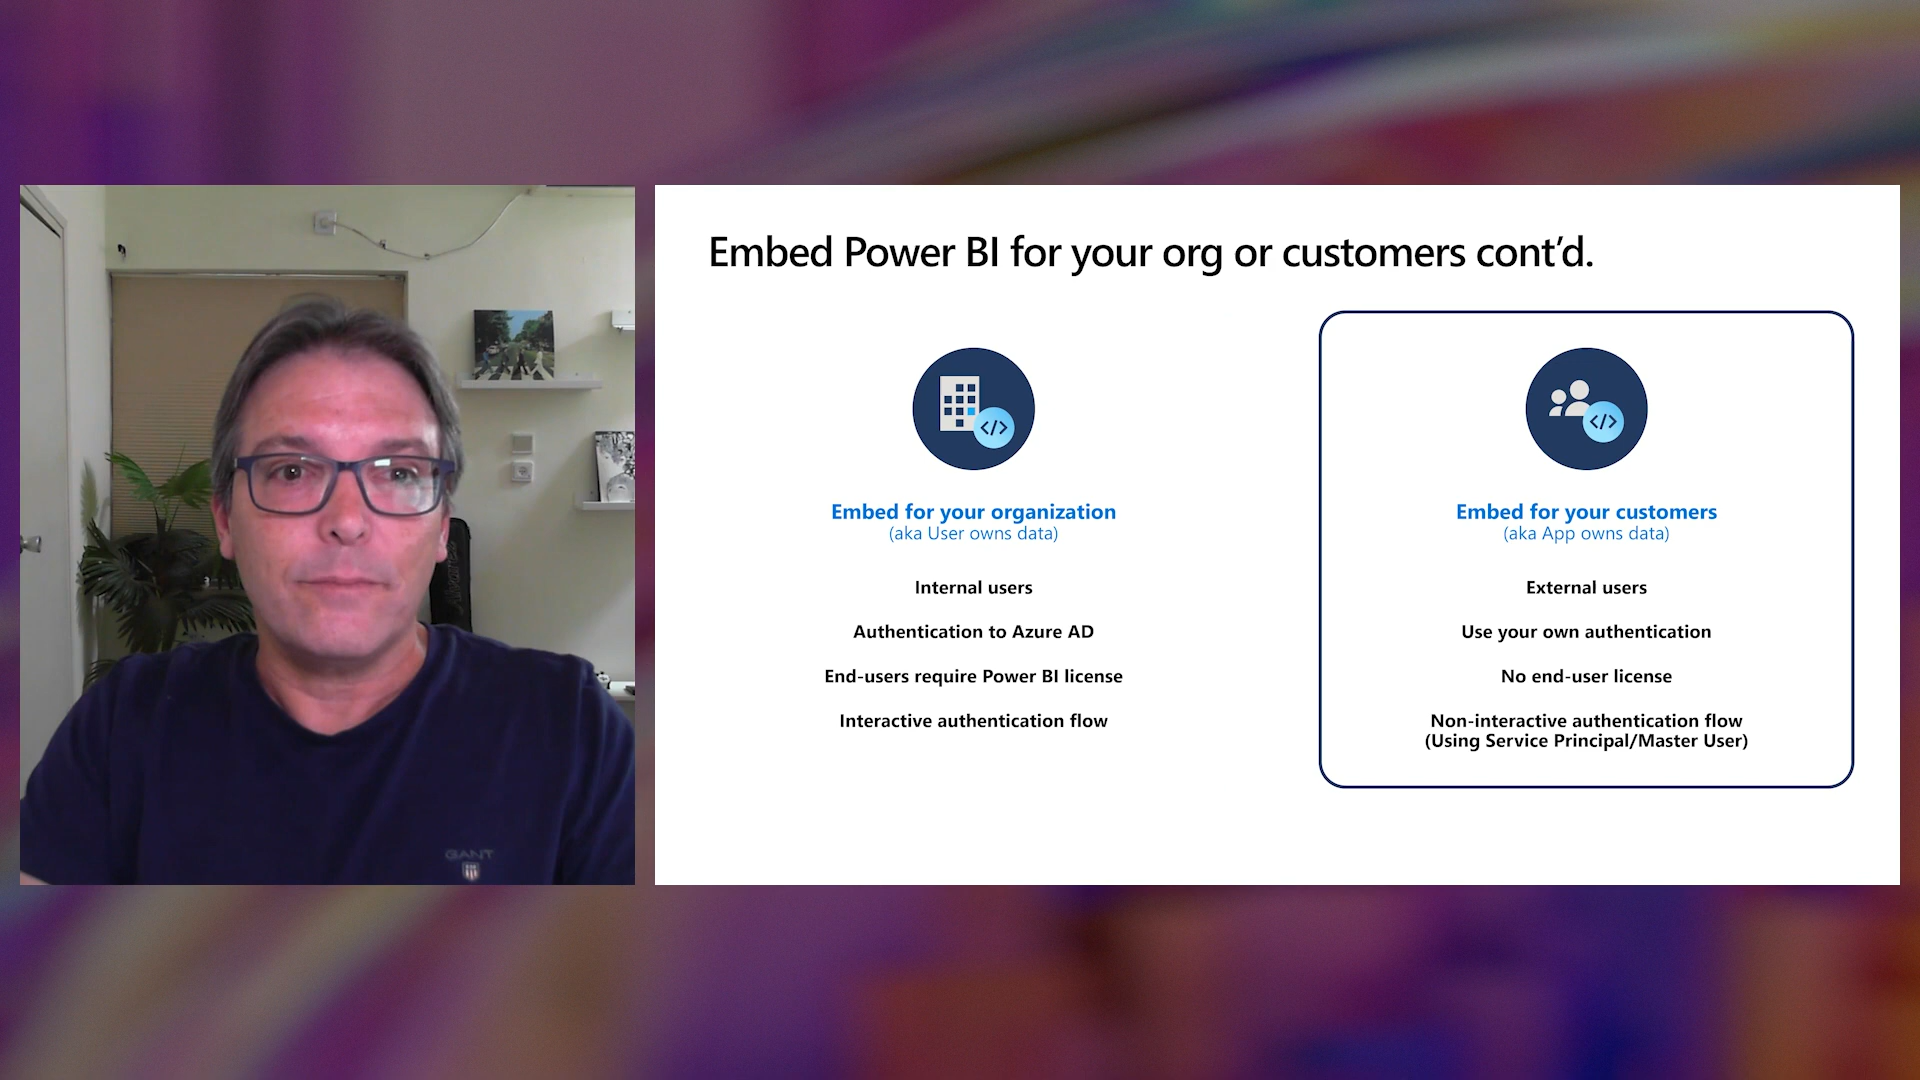 Embed Power BI for your org or customers cont’d.
Embed for your organization
(aka User owns data)
Internal users
Authentication to Azure AD
End-users require Power BI license
Interactive authentication flow
Embed for your customers
(aka App owns data)
External users
Use your own authentication
No end-user license
Non-interactive authentication flow
(Using Service Principal/Master User)
GANT